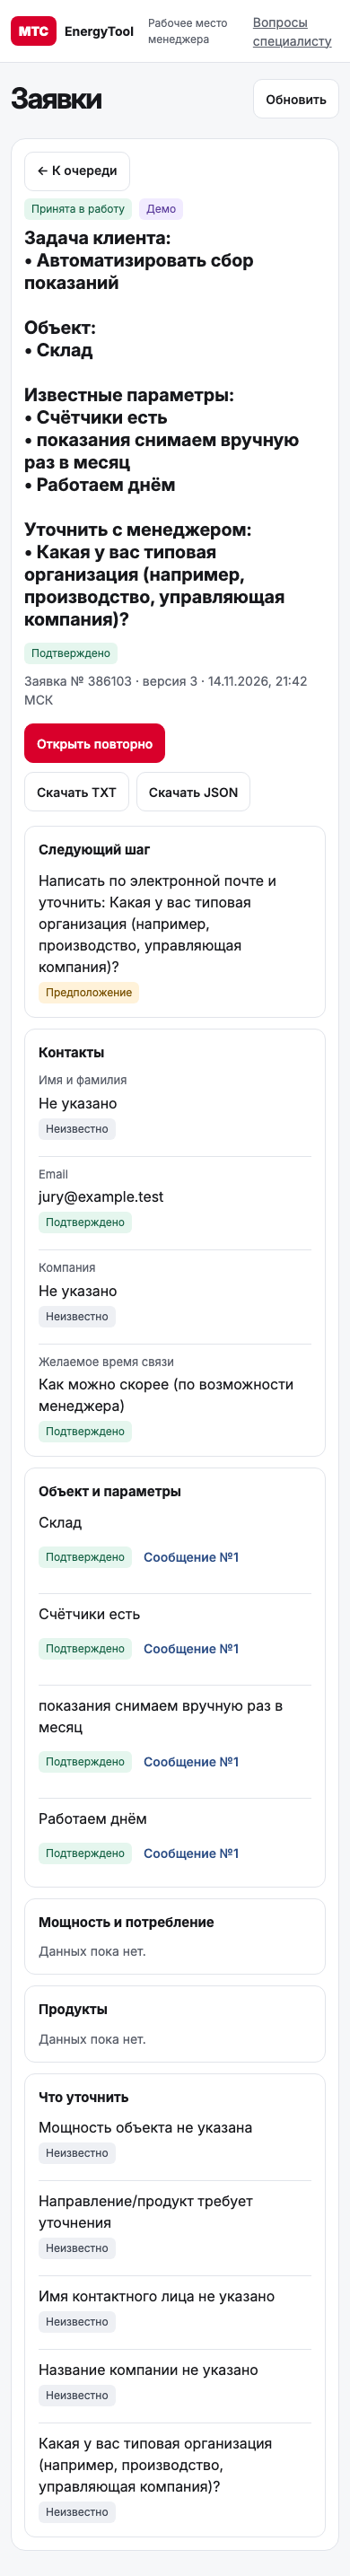 МТС
EnergyTool
Рабочее место
менеджера
Вопросы
специалисту
Заявки
Обновить
← К очереди
Принята в работу
Демо
Задача клиента:
• Автоматизировать сбор
показаний
Объект:
• Склад
Известные параметры:
• Счётчики есть
• показания снимаем вручную
раз в месяц
• Работаем днём
Уточнить с менеджером:
• Какая у вас типовая
организация (например,
производство, управляющая
компания)?
Подтверждено
Заявка № 386103 · версия 3 · 14.11.2026, 21:42
МСК
Открыть повторно
Скачать TXT
Скачать JSON
Следующий шаг
Написать по электронной почте и
уточнить: Какая у вас типовая
организация (например,
производство, управляющая
компания)?
Предположение
Контакты
Имя и фамилия
Не указано
Неизвестно
Email
jury@example.test
Подтверждено
Компания
Не указано
Неизвестно
Желаемое время связи
Как можно скорее (по возможности
менеджера)
Подтверждено
Объект и параметры
Склад
Подтверждено Сообщение №1
Счётчики есть
Подтверждено Сообщение №1
показания снимаем вручную раз в
месяц
Подтверждено Сообщение №1
Работаем днём
Подтверждено Сообщение №1
Мощность и потребление
Данных пока нет.
Продукты
Данных пока нет.
Что уточнить
Мощность объекта не указана
Неизвестно
Направление/продукт требует
уточнения
Неизвестно
Имя контактного лица не указано
Неизвестно
Название компании не указано
Неизвестно
Какая у вас типовая организация
(например, производство,
управляющая компания)?
Неизвестно